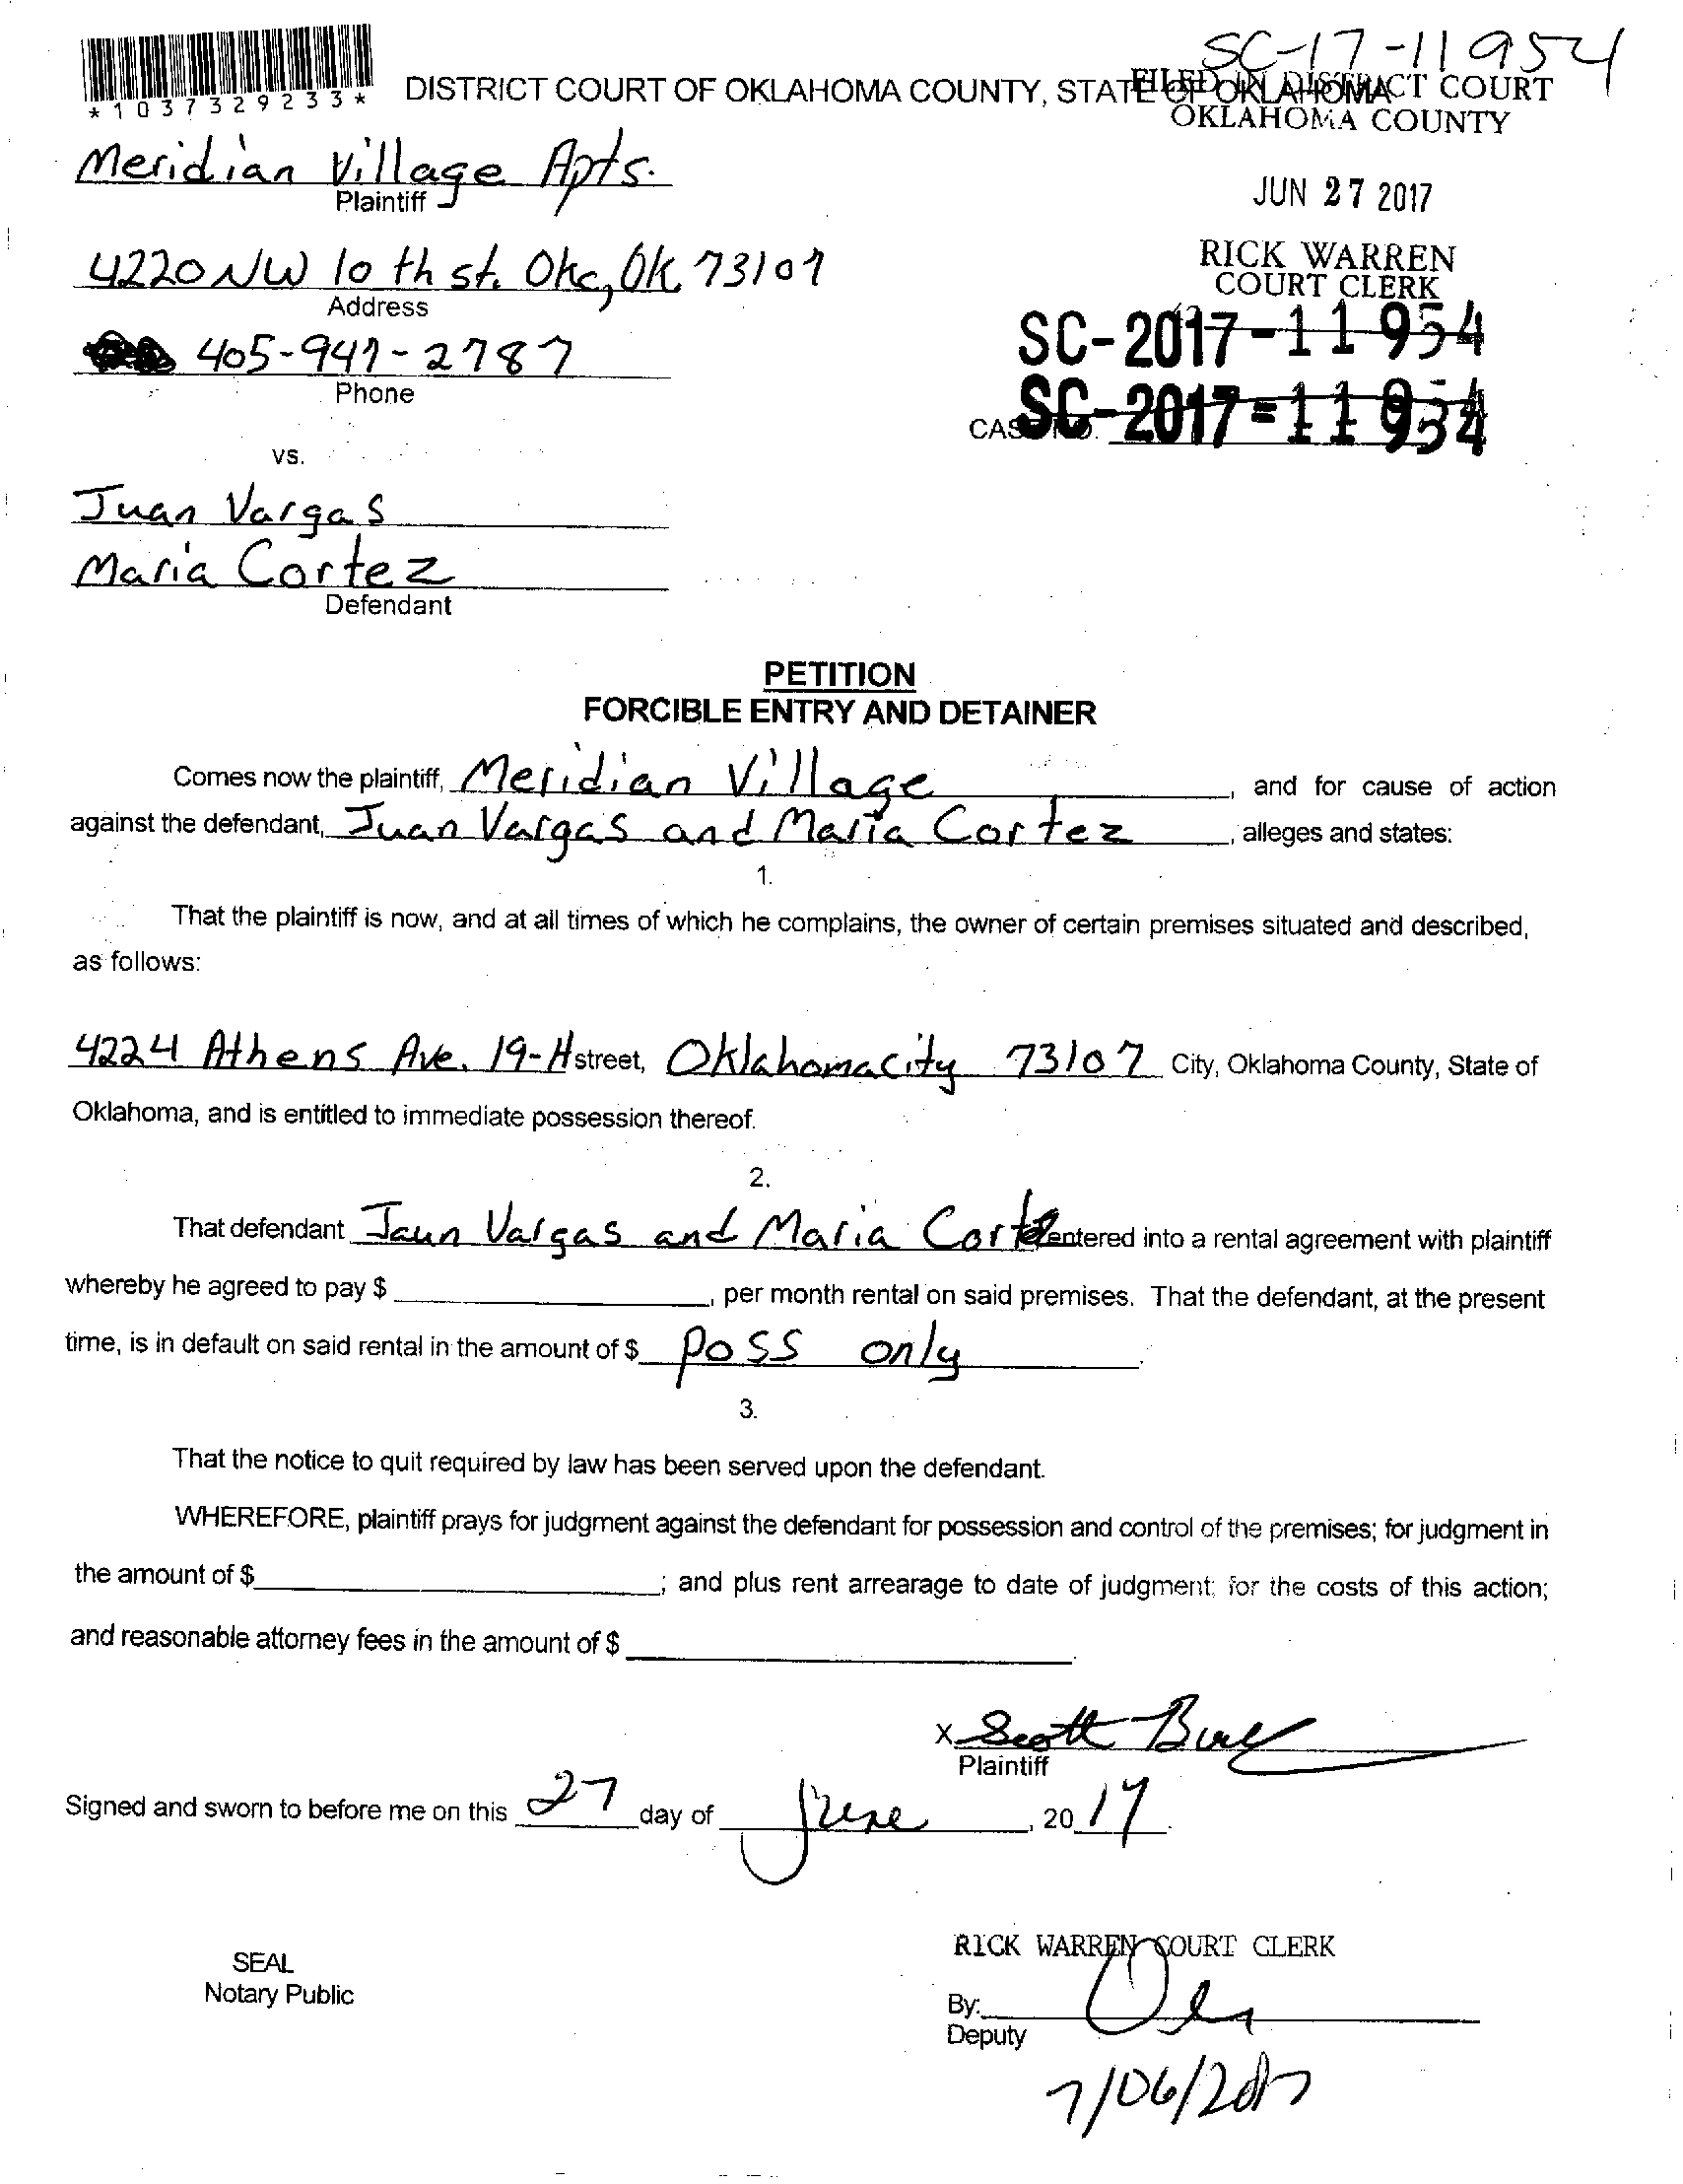 SC-17-11954
*1037329233*
DISTRICT COURT OF OKLAHOMA COUNTY, STATE OF OKLAHOMA
FILED IN DISTRICT COURT
OKLAHOMA COUNTY
Meridian Village Apts.
Plaintiff
JUN 27 2017
4220 NW 10th st. Okc, Ok 73107
Address
RICK WARREN
COURT CLERK
405-947-2787
Phone
SC-2017-11954
CASE NO. SC-2017-11954
vs.
Juan Vargas
Maria Cortez
Defendant
PETITION
FORCIBLE ENTRY AND DETAINER
Comes now the plaintiff, Meridian Village, and for cause of action
against the defendant, Juan Vargas and Maria Cortez, alleges and states:
1.
That the plaintiff is now, and at all times of which he complains, the owner of certain premises situated and described,
as follows:
4224 Athens Ave. 19-H street, Oklahoma city 73107 City, Oklahoma County, State of
Oklahoma, and is entitled to immediate possession thereof.
2.
That defendant Jaun Vargas and Maria Cortez entered into a rental agreement with plaintiff
whereby he agreed to pay $ , per month rental on said premises. That the defendant, at the present
time, is in default on said rental in the amount of $ poss only.
3.
That the notice to quit required by law has been served upon the defendant.
WHEREFORE, plaintiff prays for judgment against the defendant for possession and control of the premises; for judgment in
the amount of $ ; and plus rent arrearage to date of judgment; for the costs of this action;
and reasonable attorney fees in the amount of $ .
X Scott
Plaintiff
Signed and sworn to before me on this 27 day of June, 20 17.
RICK WARREN COURT CLERK
SEAL
Notary Public
By:
Deputy
7/06/2017